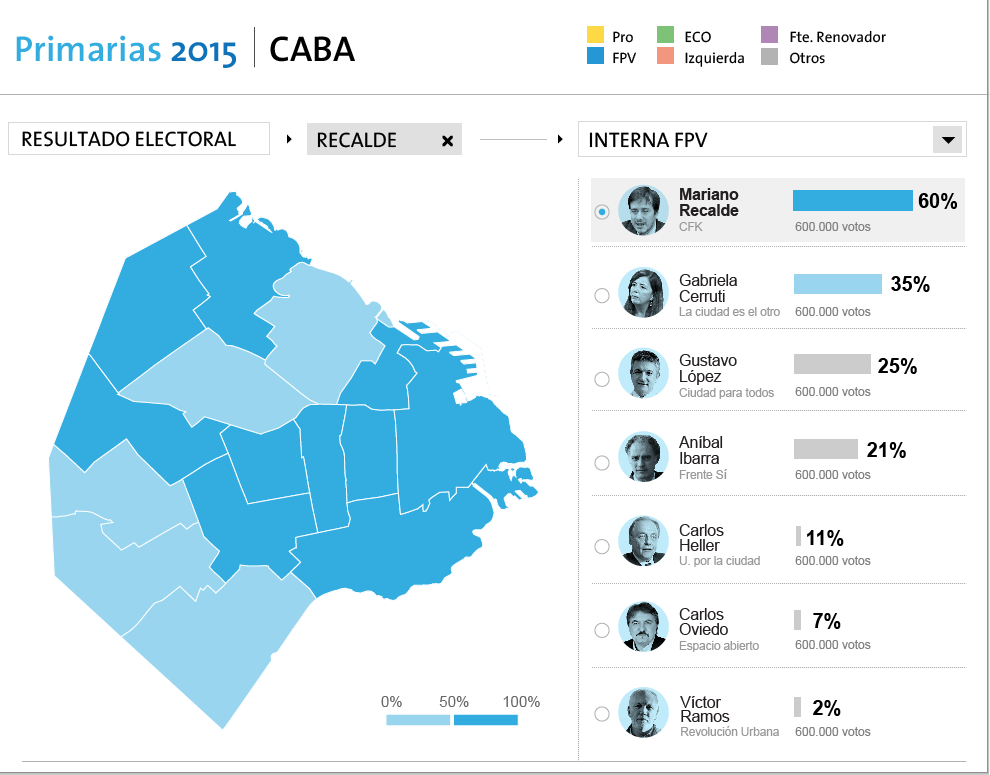 Primarias 2015 CABA
Pro
ECO
Fte. Renovador
FPV
Izquierda
Otros
RESULTADO ELECTORAL
RECALDE
INTERNA FPV
Mariano
Recalde
CFK
60%
600.000 votos
Gabriela
Cerruti
La ciudad es el otro
35%
600.000 votos
Gustavo
López
Ciudad para todos
25%
600.000 votos
Aníbal
Ibarra
Frente Sí
21%
600.000 votos
Carlos
Heller
U. por la ciudad
11%
600.000 votos
Carlos
Oviedo
Espacio abierto
7%
600.000 votos
Víctor
Ramos
Revolución Urbana
2%
600.000 votos
0% 50% 100%